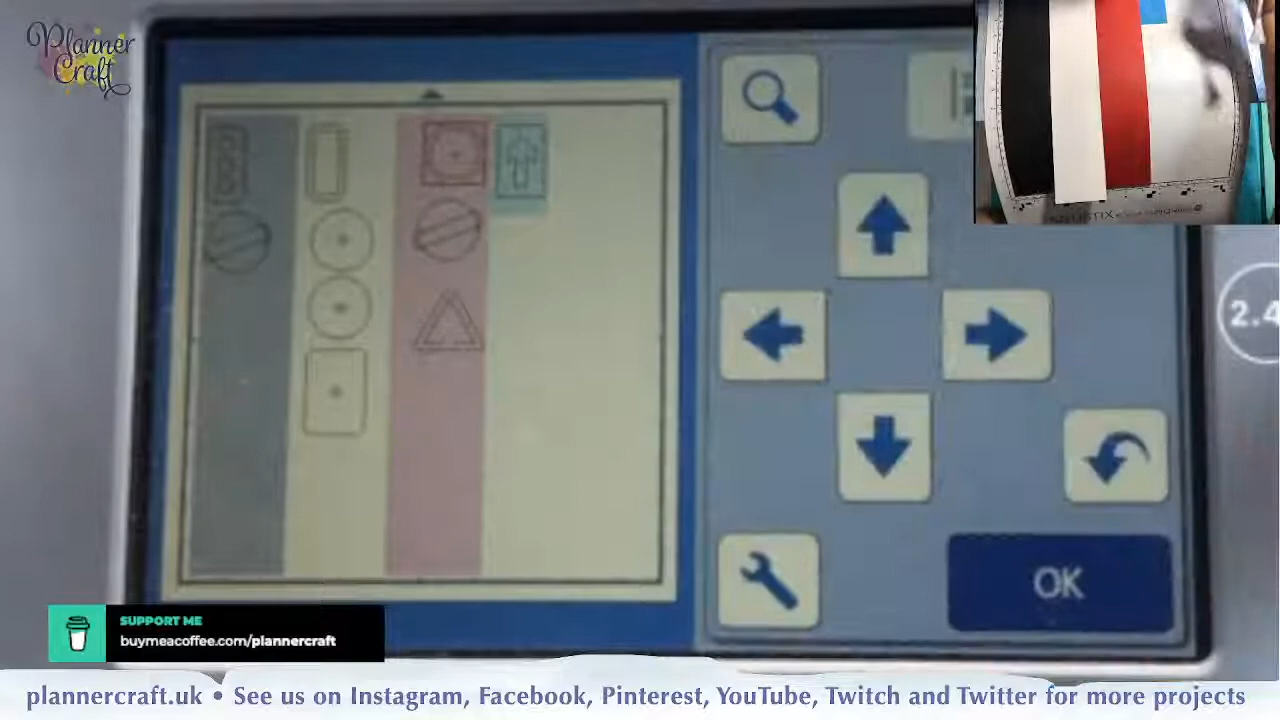 Planner
Craft
2.4
OK
SUPPORT ME
buymeacoffee.com/plannercraft
plannercraft.uk • See us on Instagram, Facebook, Pinterest, YouTube, Twitch and Twitter for more projects